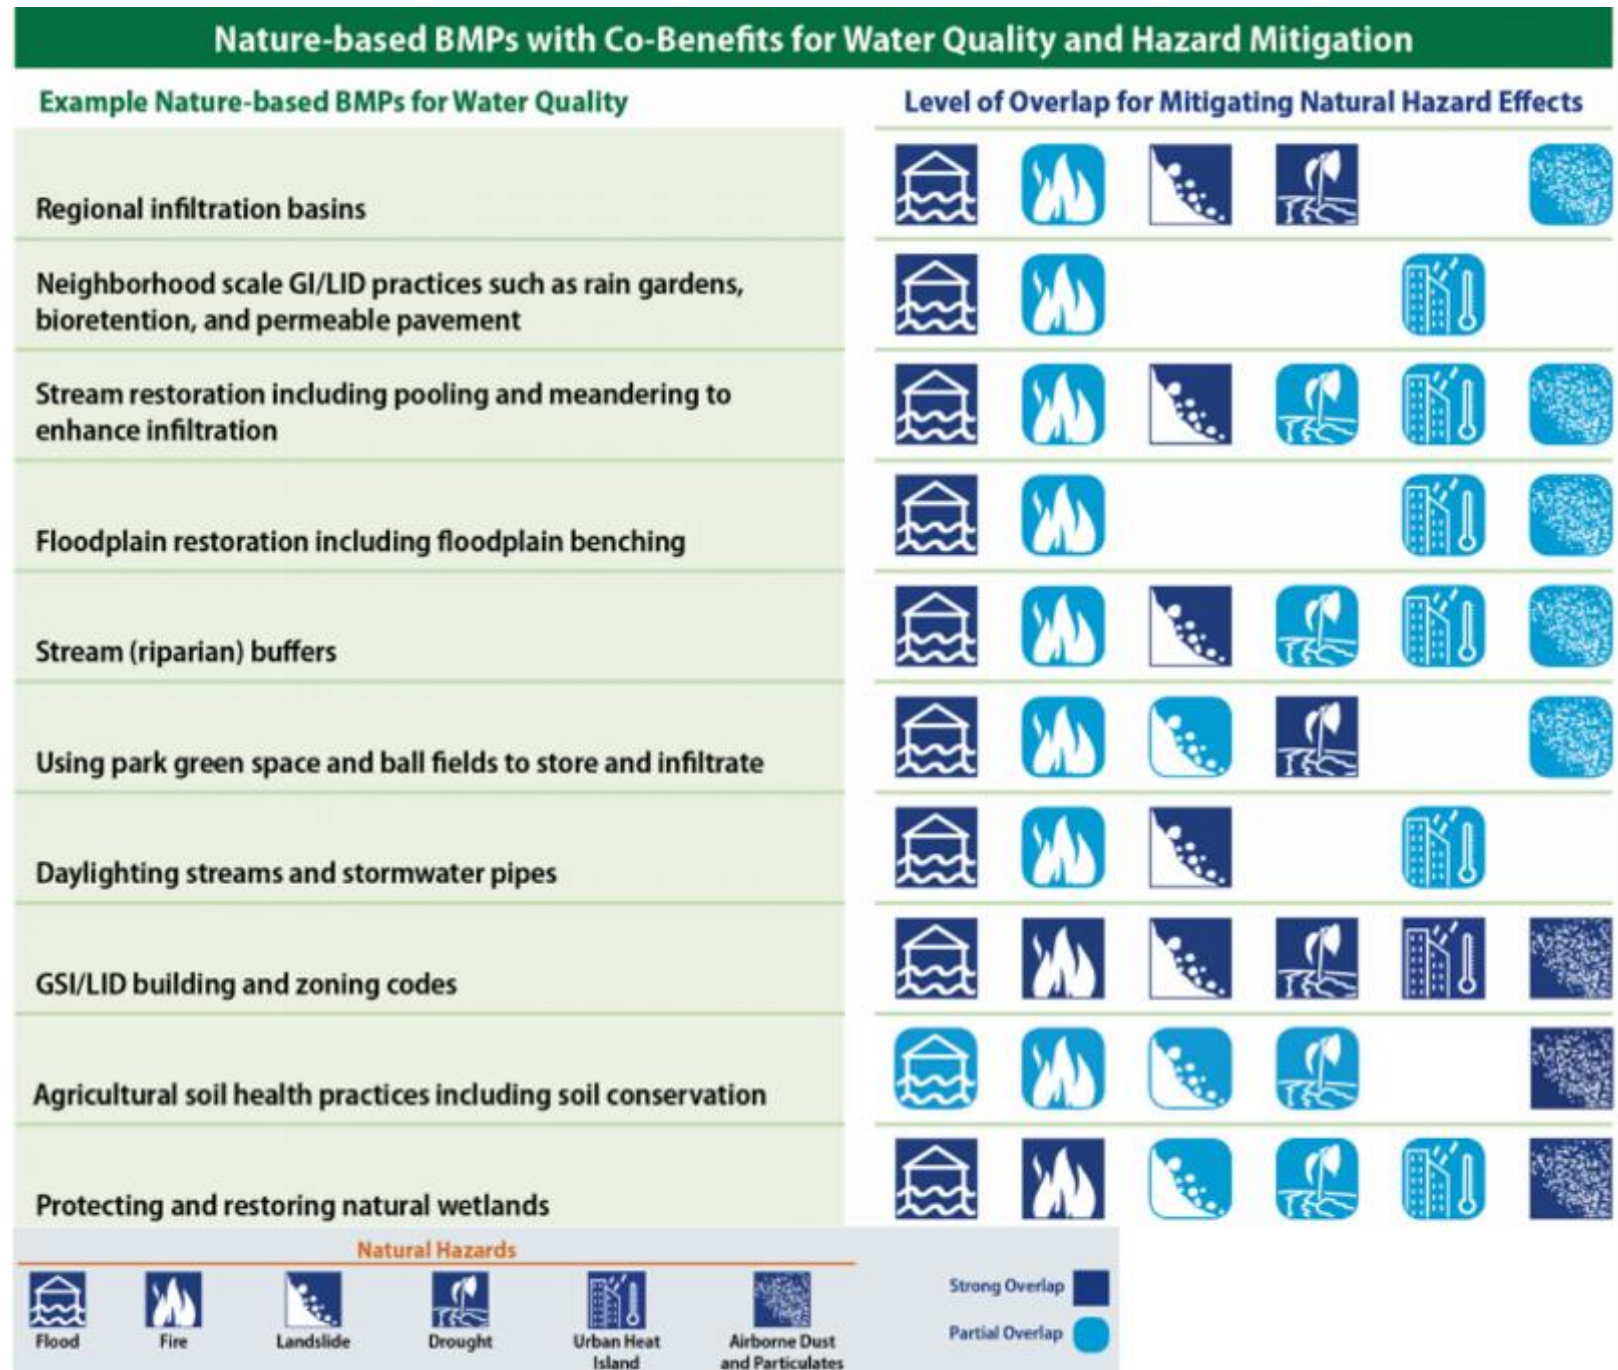 Nature-based BMPs with Co-Benefits for Water Quality and Hazard Mitigation
Example Nature-based BMPs for Water Quality
Level of Overlap for Mitigating Natural Hazard Effects
Regional infiltration basins
Neighborhood scale GI/LID practices such as rain gardens,
bioretention, and permeable pavement
Stream restoration including pooling and meandering to
enhance infiltration
Floodplain restoration including floodplain benching
Stream (riparian) buffers
Using park green space and ball fields to store and infiltrate
Daylighting streams and stormwater pipes
GSI/LID building and zoning codes
Agricultural soil health practices including soil conservation
Protecting and restoring natural wetlands
Natural Hazards
Flood
Fire
Landslide
Drought
Urban Heat
Island
Airborne Dust
and Particulates
Strong Overlap
Partial Overlap